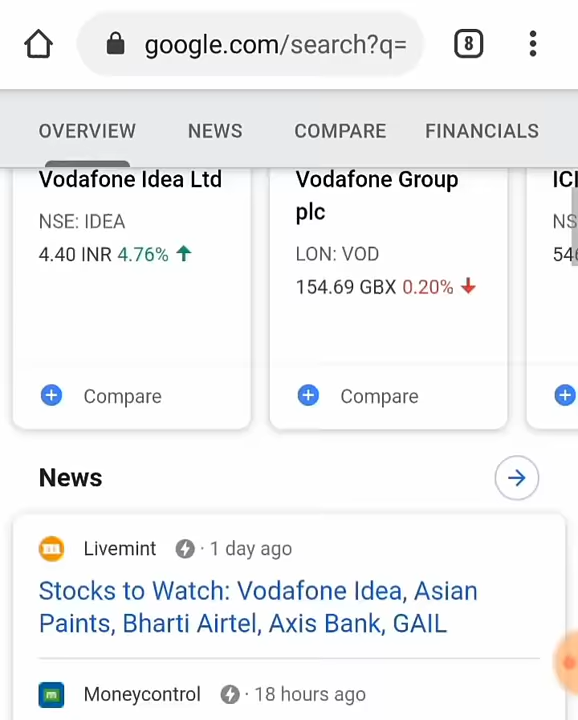 google.com/search?q=
8
OVERVIEW NEWS COMPARE FINANCIALS
Vodafone Idea Ltd
NSE: IDEA
4.40 INR 4.76%
Compare
Vodafone Group
plc
LON: VOD
154.69 GBX 0.20%
Compare
News
Livemint · 1 day ago
Stocks to Watch: Vodafone Idea, Asian
Paints, Bharti Airtel, Axis Bank, GAIL
Moneycontrol · 18 hours ago